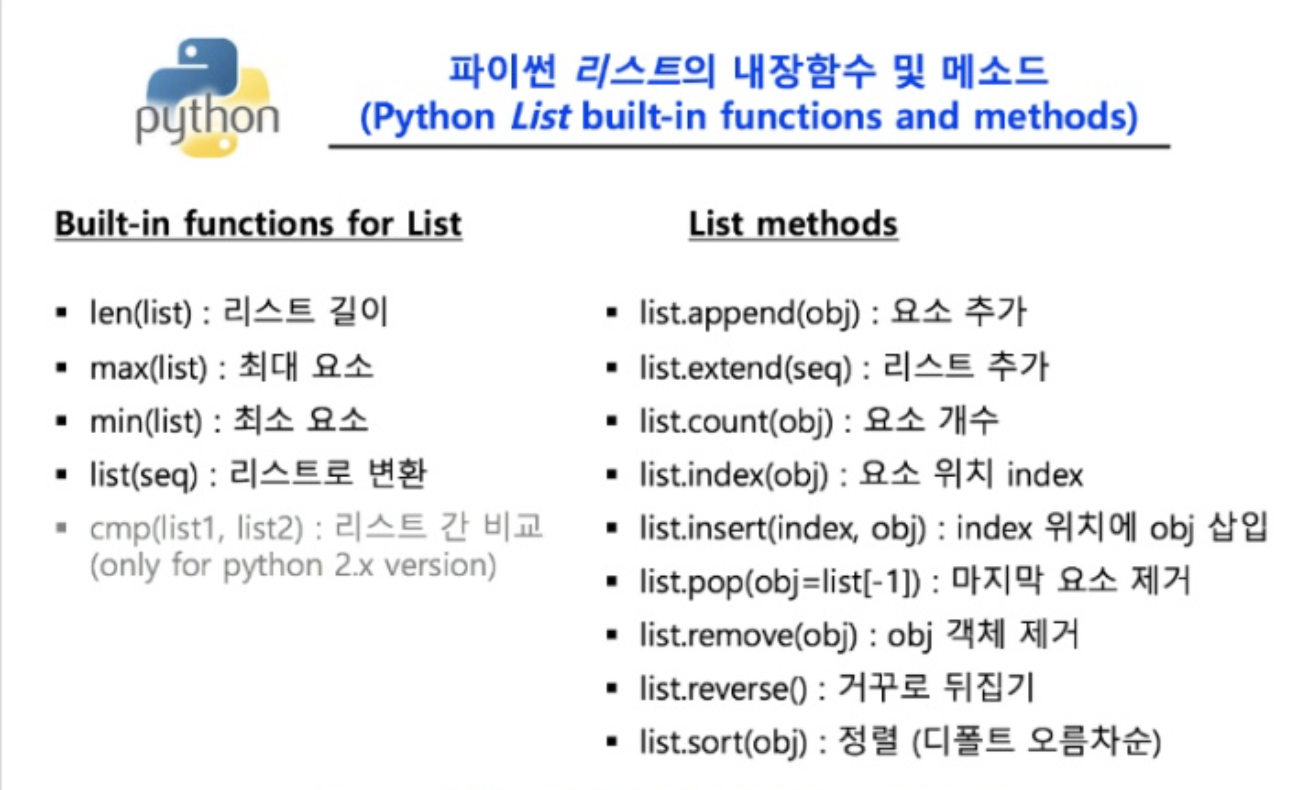 python
파이썬 리스트의 내장함수 및 메소드
(Python List built-in functions and methods)
Built-in functions for List
▪ len(list) : 리스트 길이
▪ max(list) : 최대 요소
▪ min(list) : 최소 요소
▪ list(seq) : 리스트로 변환
▪ cmp(list1, list2) : 리스트 간 비교
(only for python 2.x version)
List methods
▪ list.append(obj) : 요소 추가
▪ list.extend(seq) : 리스트 추가
▪ list.count(obj) : 요소 개수
▪ list.index(obj) : 요소 위치 index
▪ list.insert(index, obj) : index 위치에 obj 삽입
▪ list.pop(obj=list[-1]) : 마지막 요소 제거
▪ list.remove(obj) : obj 객체 제거
▪ list.reverse() : 거꾸로 뒤집기
▪ list.sort(obj) : 정렬 (디폴트 오름차순)